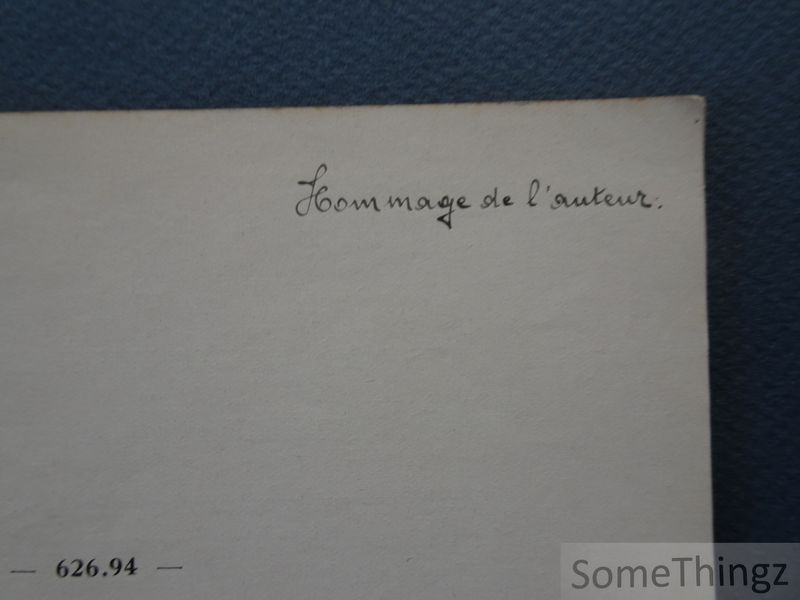 Hommage de l'auteur.
— 626.94 —
SomeThingz